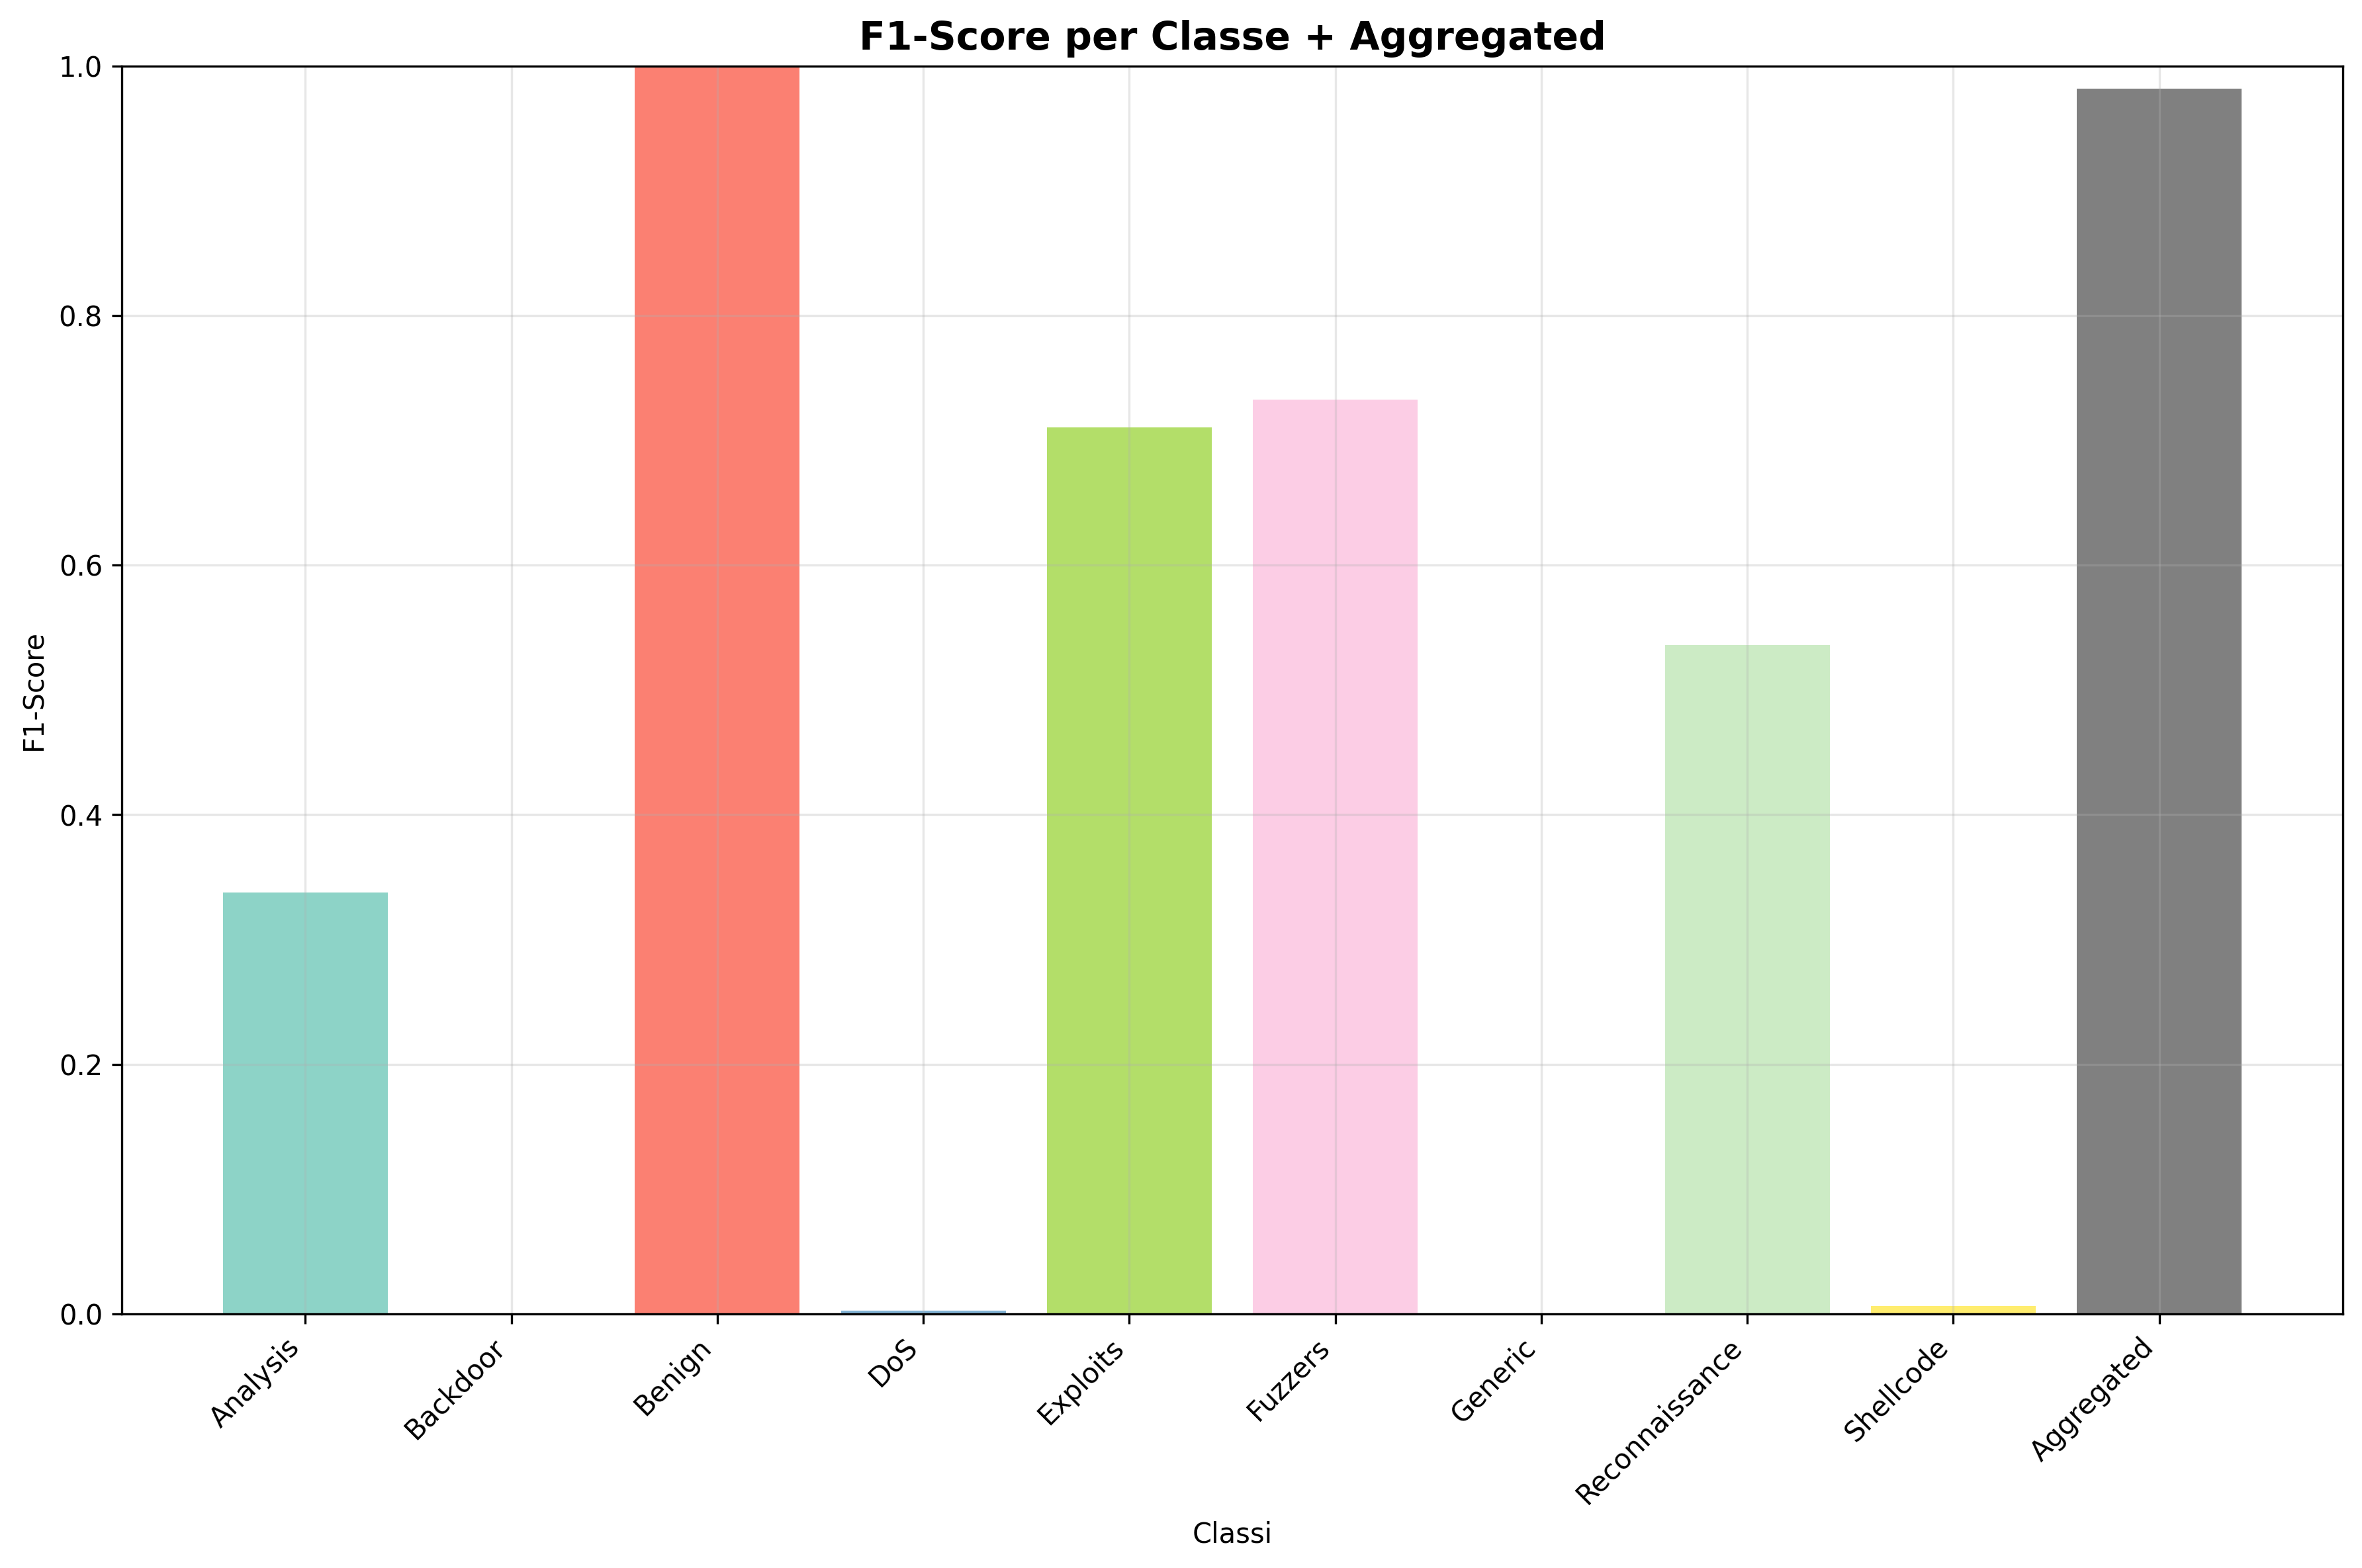 F1-Score per Classe + Aggregated
1.0
0.8
0.6
0.4
0.2
0.0
F1-Score
Analysis
Backdoor
Benign
DoS
Exploits
Fuzzers
Generic
Reconnaissance
Shellcode
Aggregated
Classi